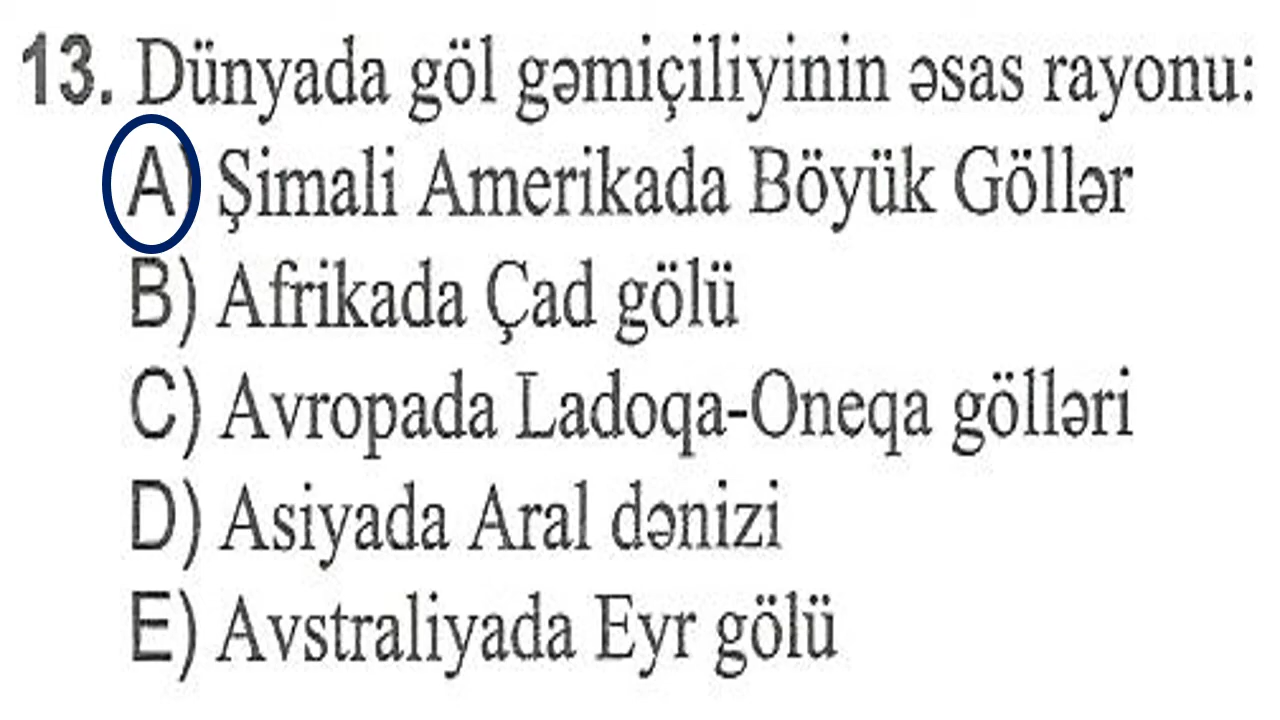 13. Dünyada göl gəmiçiliyinin əsas rayonu:
A) Şimali Amerikada Böyük Göllər
B) Afrikada Çad gölü
C) Avropada Ladoqa-Oneqa gölləri
D) Asiyada Aral dənizi
E) Avstraliyada Eyr gölü